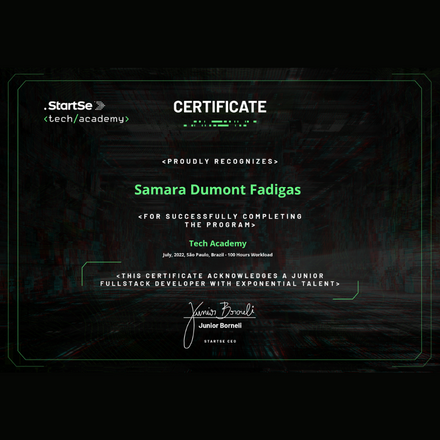 .StartSe
<tech/academy>
CERTIFICATE
<PROUDLY RECOGNIZES>
Samara Dumont Fadigas
<FOR SUCCESSFULLY COMPLETING
THE PROGRAM>
Tech Academy
July, 2022, São Paulo, Brazil - 100 Hours Workload
<THIS CERTIFICATE ACKNOWLEDGES A JUNIOR
FULLSTACK DEVELOPER WITH EXPONENTIAL TALENT>
Junior Borneli
Junior Borneli
STARTSE CEO